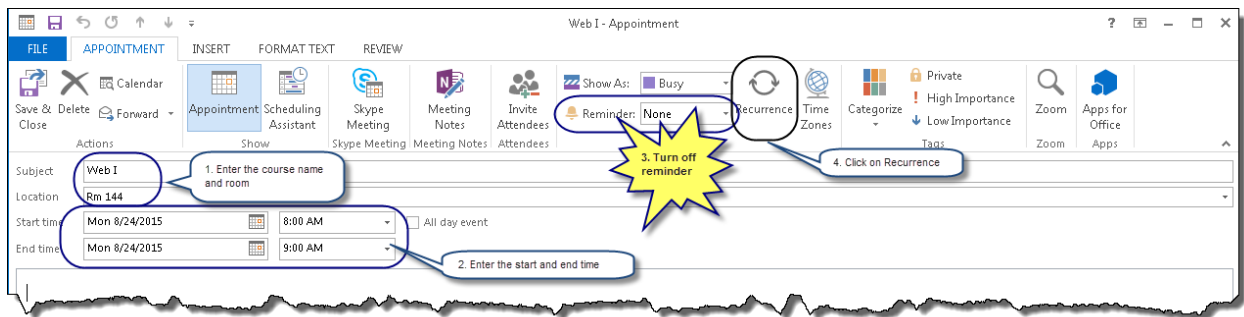 Web I - Appointment
?
FILE APPOINTMENT INSERT FORMAT TEXT REVIEW
Save & Close
Delete
Calendar
Forward
Actions
Appointment
Scheduling Assistant
Show
Skype Meeting
Skype Meeting
Meeting Notes
Meeting Notes
Invite Attendees
Attendees
Show As: Busy
Reminder: None
Recurrence
Time Zones
Categorize
Private
High Importance
Low Importance
Tags
Zoom
Zoom
Apps for Office
Apps
3. Turn off
reminder
4. Click on Recurrence
Subject Web I
1. Enter the course name
and room
Location Rm 144
Start time Mon 8/24/2015 8:00 AM All day event
End time Mon 8/24/2015 9:00 AM
2. Enter the start and end time